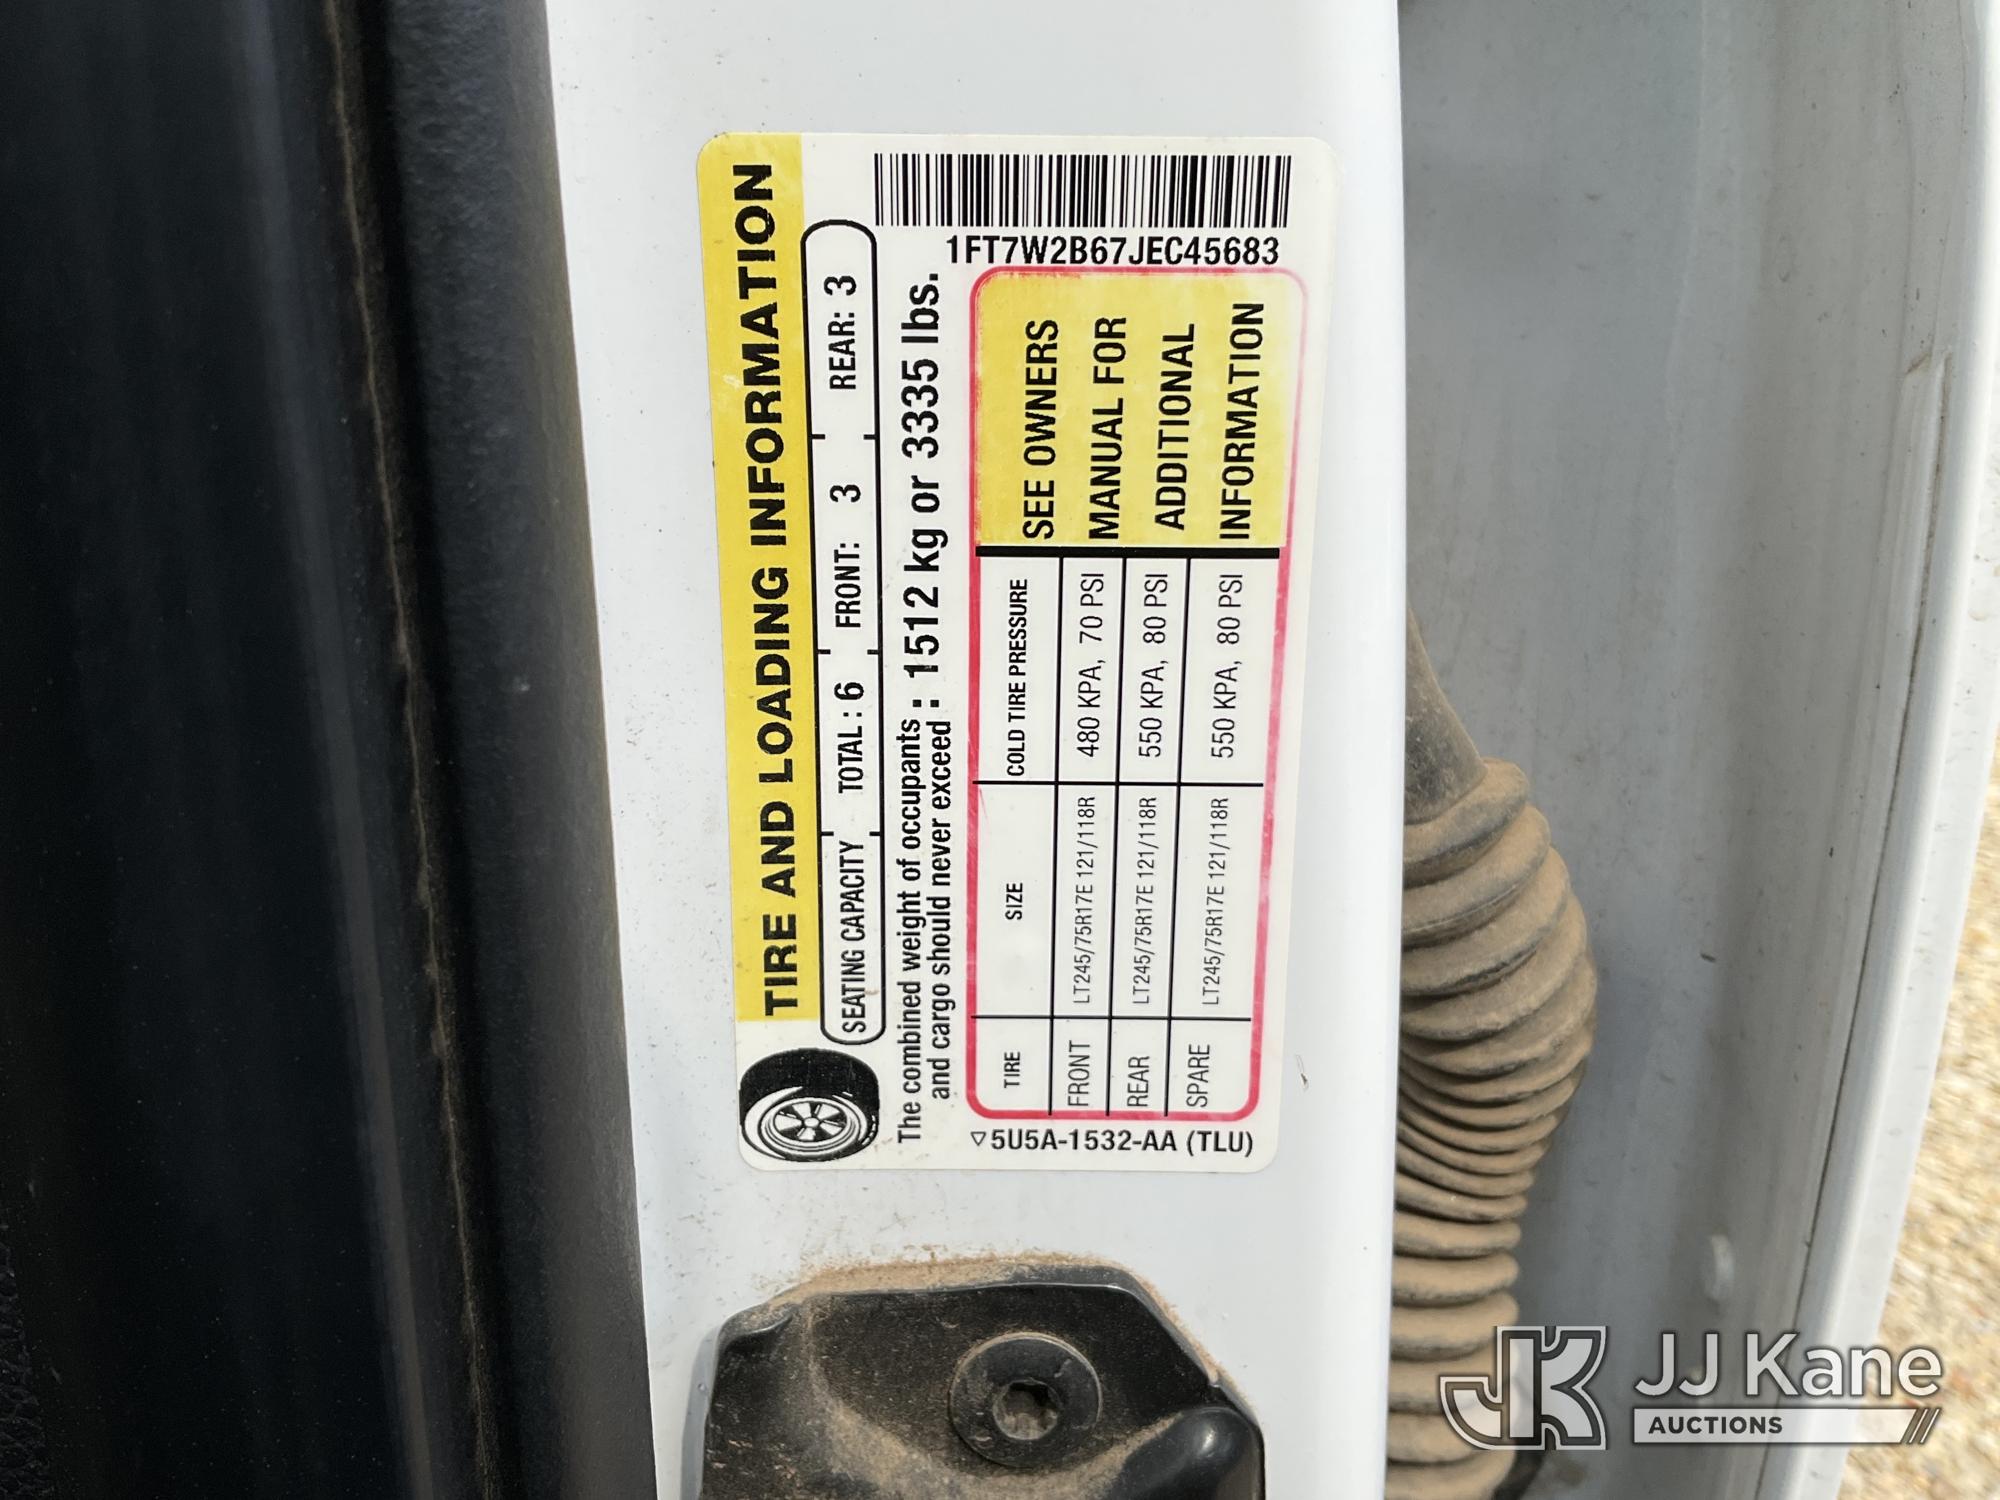 TIRE AND LOADING INFORMATION
SEATING CAPACITY TOTAL : 6 FRONT: 3 REAR: 3
The combined weight of occupants
and cargo should never exceed : 1512 kg or 3335 lbs.
1FT7W2B67JEC45683
TIRE SIZE COLD TIRE PRESSURE
FRONT LT245/75R17E 121/118R 480 KPA, 70 PSI
REAR LT245/75R17E 121/118R 550 KPA, 80 PSI
SPARE LT245/75R17E 121/118R 550 KPA, 80 PSI
SEE OWNERS
MANUAL FOR
ADDITIONAL
INFORMATION
5U5A-1532-AA (TLU)
JK JJ Kane
AUCTIONS